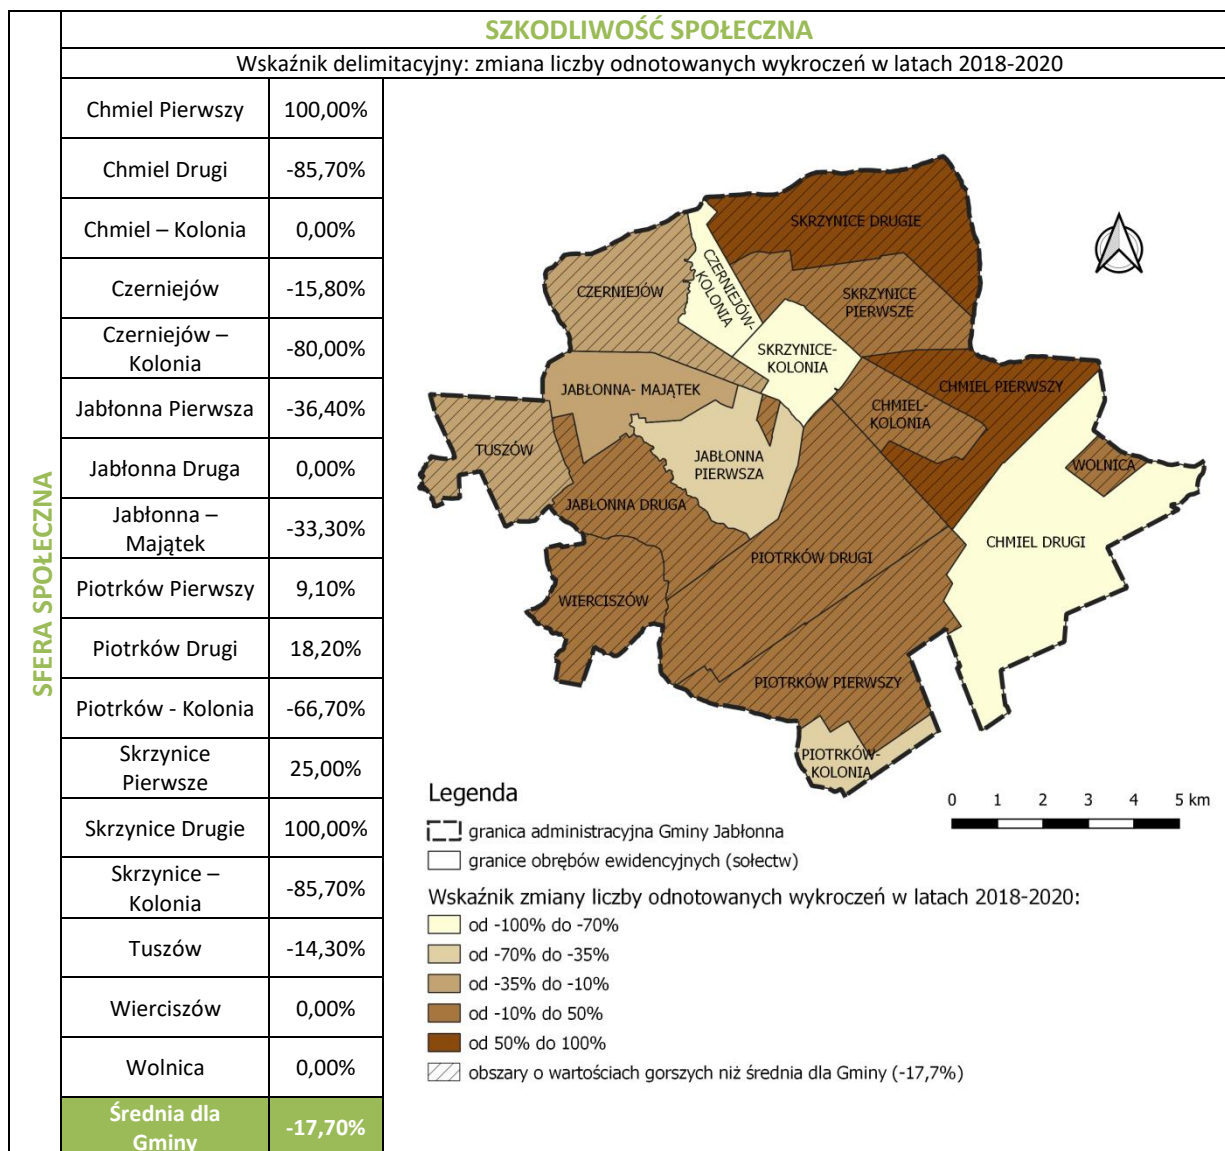 SZKODLIWOŚĆ SPOŁECZNA
Wskaźnik delimitacyjny: zmiana liczby odnotowanych wykroczeń w latach 2018-2020
SFERA SPOŁECZNA
Chmiel Pierwszy 100,00%
Chmiel Drugi -85,70%
Chmiel – Kolonia 0,00%
Czerniejów -15,80%
Czerniejów –
Kolonia -80,00%
Jabłonna Pierwsza -36,40%
Jabłonna Druga 0,00%
Jabłonna –
Majątek -33,30%
Piotrków Pierwszy 9,10%
Piotrków Drugi 18,20%
Piotrków - Kolonia -66,70%
Skrzynice
Pierwsze 25,00%
Skrzynice Drugie 100,00%
Skrzynice –
Kolonia -85,70%
Tuszów -14,30%
Wierciszów 0,00%
Wolnica 0,00%
Średnia dla
Gminy -17,70%
SKRZYNICE DRUGIE
CZERNIEJÓW-
KOLONIA
CZERNIEJÓW
SKRZYNICE
PIERWSZE
SKRZYNICE-
KOLONIA
JABŁONNA- MAJĄTEK
CHMIEL PIERWSZY
CHMIEL-
KOLONIA
TUSZÓW
JABŁONNA
PIERWSZA
WOLNICA
JABŁONNA DRUGA
CHMIEL DRUGI
PIOTRKÓW DRUGI
WIERCISZÓW
PIOTRKÓW PIERWSZY
PIOTRKÓW-
KOLONIA
0 1 2 3 4 5 km
Legenda
granica administracyjna Gminy Jabłonna
granice obrębów ewidencyjnych (sołectw)
Wskaźnik zmiany liczby odnotowanych wykroczeń w latach 2018-2020:
od -100% do -70%
od -70% do -35%
od -35% do -10%
od -10% do 50%
od 50% do 100%
obszary o wartościach gorszych niż średnia dla Gminy (-17,7%)